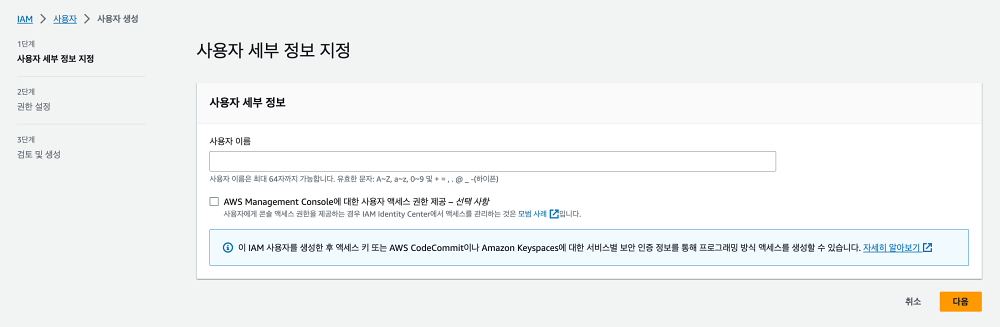 IAM > 사용자 > 사용자 생성
1단계
사용자 세부 정보 지정
2단계
권한 설정
3단계
검토 및 생성
사용자 세부 정보 지정
사용자 세부 정보
사용자 이름
사용자 이름은 최대 64자까지 가능합니다. 유효한 문자: A~Z, a~z, 0~9 및 + = , . @ _ -(하이픈)
AWS Management Console에 대한 사용자 액세스 권한 제공 – 선택 사항
사용자에게 콘솔 액세스 권한을 제공하는 경우 IAM Identity Center에서 액세스를 관리하는 것은 모범 사례 입니다.
이 IAM 사용자를 생성한 후 액세스 키 또는 AWS CodeCommit이나 Amazon Keyspaces에 대한 서비스별 보안 인증 정보를 통해 프로그래밍 방식 액세스를 생성할 수 있습니다. 자세히 알아보기
취소
다음